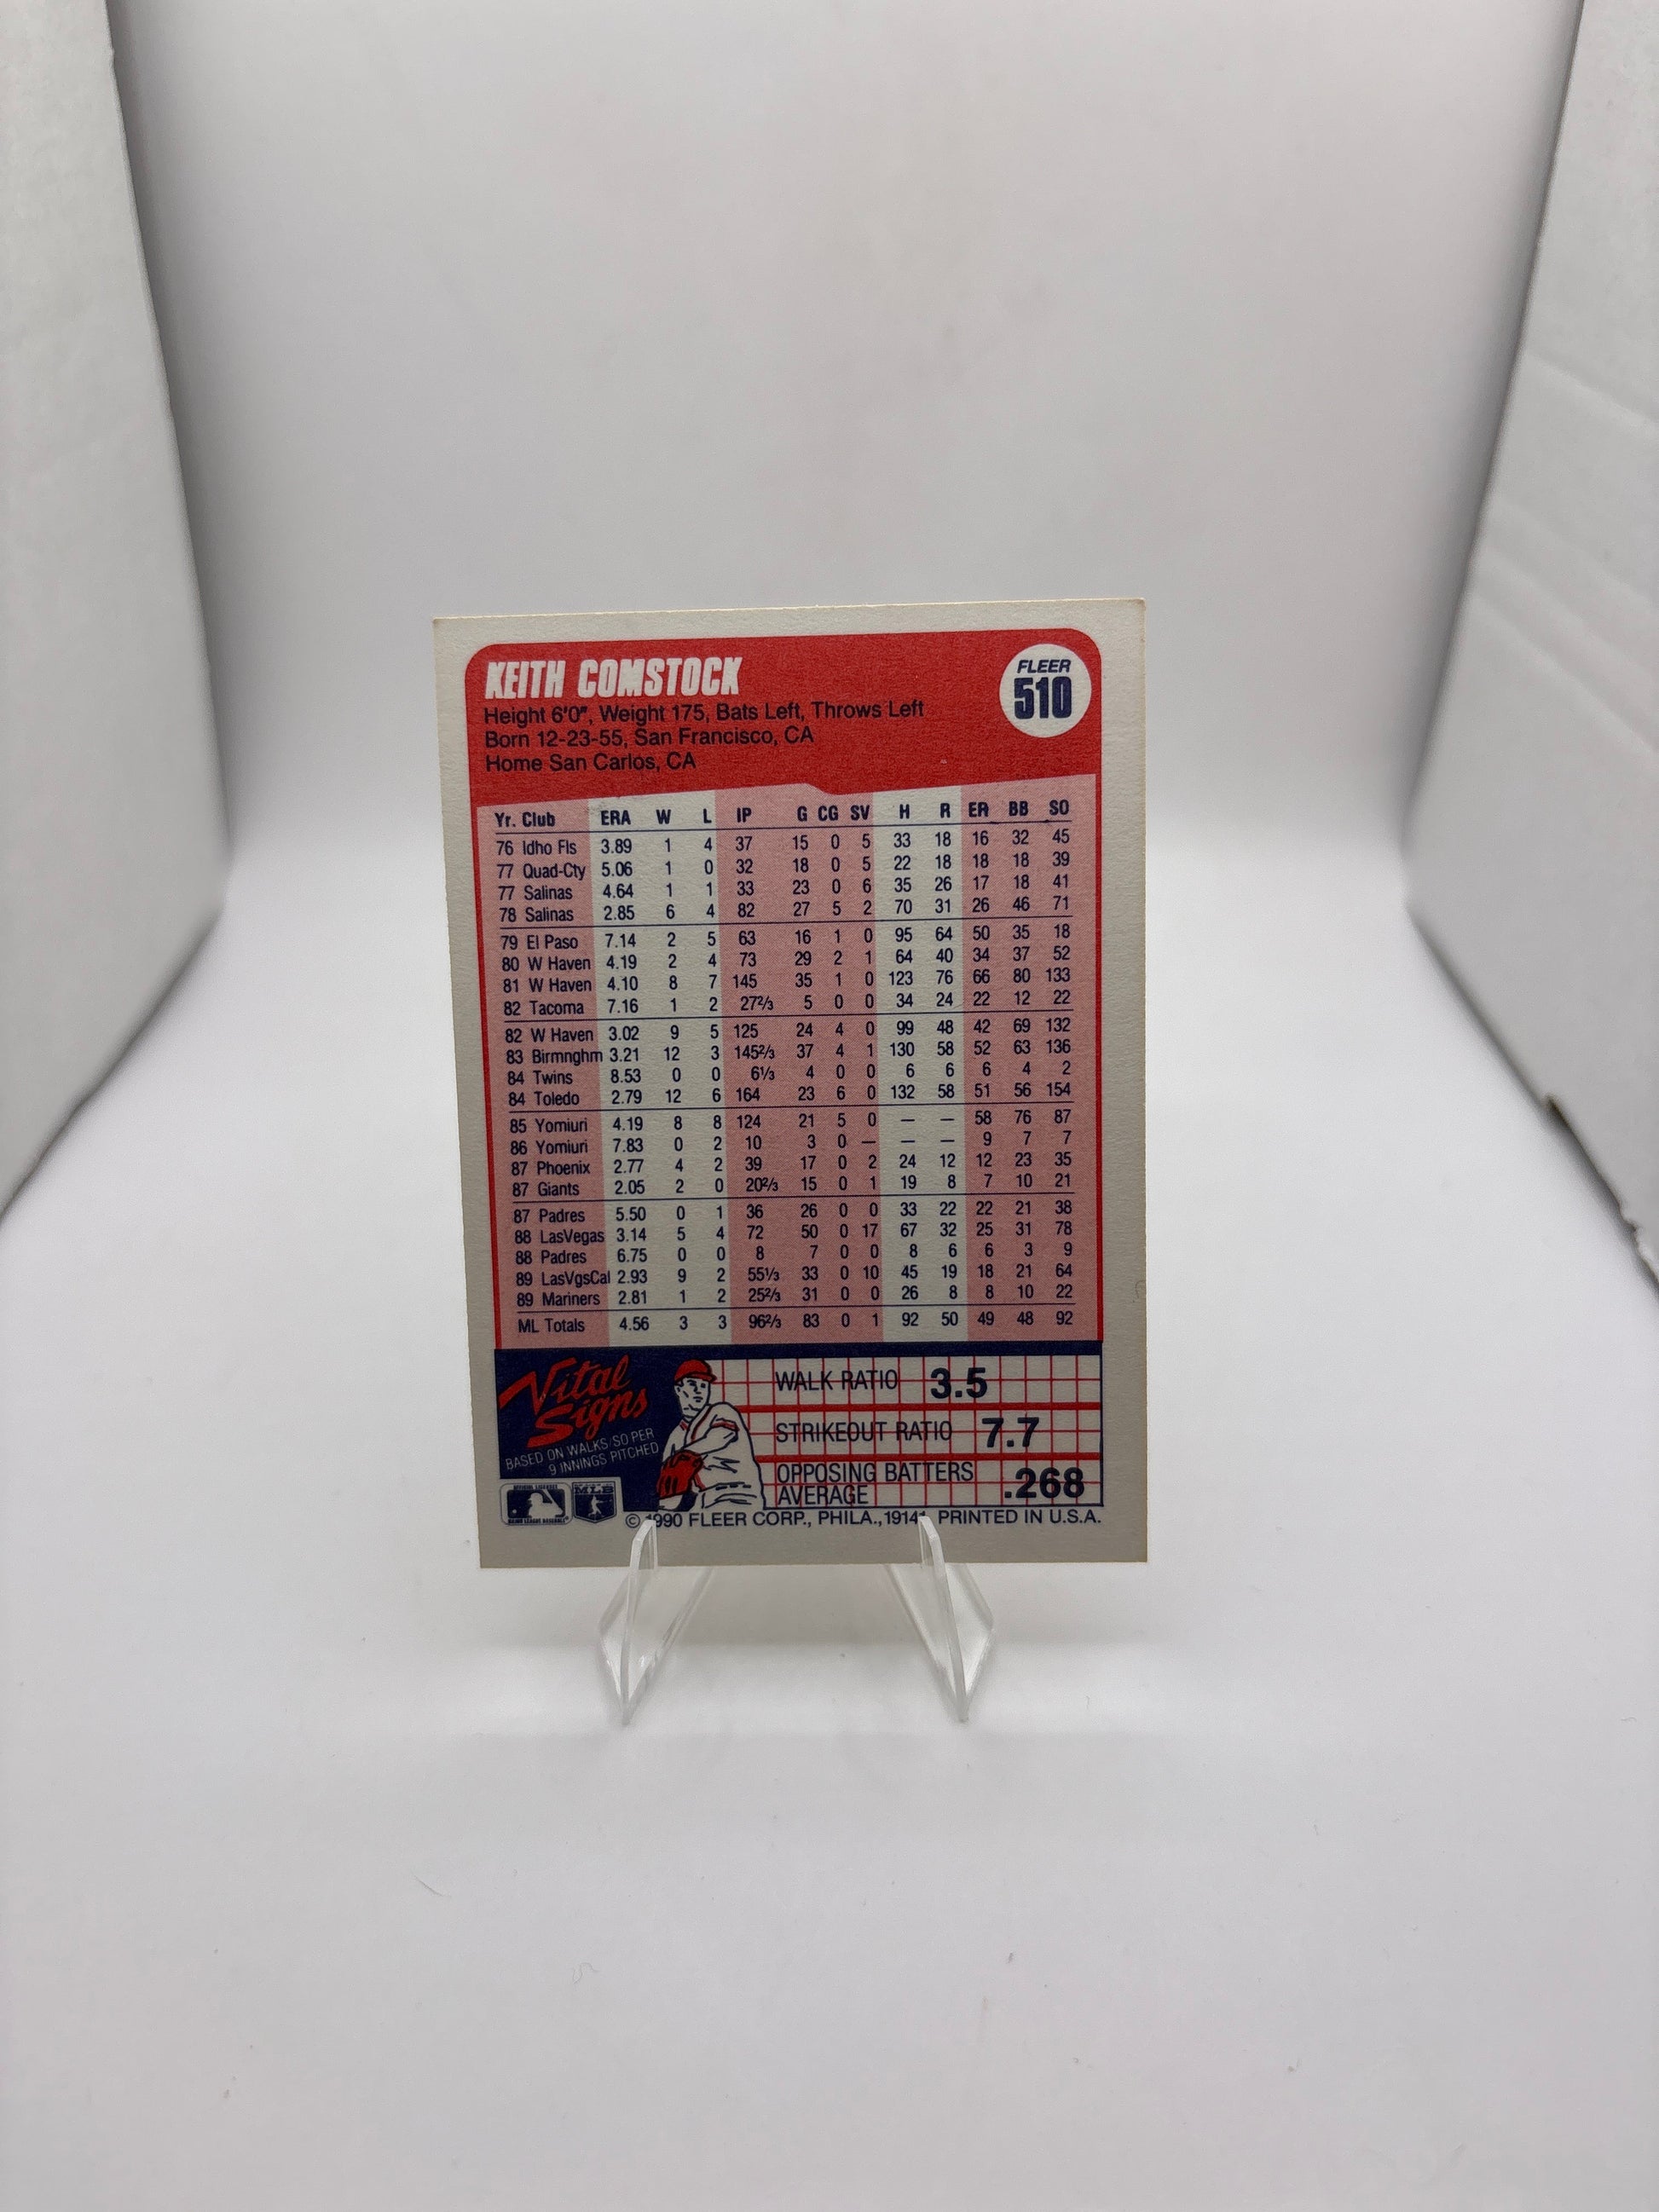 KEITH COMSTOCK
FLEER
510
Height 6'0", Weight 175, Bats Left, Throws Left
Born 12-23-55, San Francisco, CA
Home San Carlos, CA
Yr. Club ERA W L IP G CG SV H R ER BB SO
76 Idho Fls 3.89 1 4 37 15 0 5 33 18 16 32 45
77 Quad-Cty 5.06 1 0 32 18 0 5 22 18 18 18 39
77 Salinas 4.64 1 1 33 23 0 6 35 26 17 18 41
78 Salinas 2.85 6 4 82 27 5 2 70 31 26 46 71
79 El Paso 7.14 2 5 63 16 1 0 95 64 50 35 18
80 W Haven 4.19 2 4 73 29 2 1 64 40 34 37 52
81 W Haven 4.10 8 7 145 35 1 0 123 76 66 80 133
82 Tacoma 7.16 1 2 27 2/3 5 0 0 34 24 22 12 22
82 W Haven 3.02 9 5 125 24 4 0 99 48 42 69 132
83 Birmnghm 3.21 12 3 145 2/3 37 4 1 130 58 52 63 136
84 Twins 8.53 0 0 6 1/3 4 0 0 6 6 6 4 2
84 Toledo 2.79 12 6 164 23 6 0 132 58 51 56 154
85 Yomiuri 4.19 8 8 124 21 5 0 — — 58 76 87
86 Yomiuri 7.83 0 2 10 3 0 — — — 9 7 7
87 Phoenix 2.77 4 2 39 17 0 2 24 12 12 23 35
87 Giants 2.05 2 0 20 2/3 15 0 1 19 8 7 10 21
87 Padres 5.50 0 1 36 26 0 0 33 22 22 21 38
88 LasVegas 3.14 5 4 72 50 0 17 67 32 25 31 78
88 Padres 6.75 0 0 8 7 0 0 8 6 6 3 9
89 LasVgsCal 2.93 9 2 55 1/3 33 0 10 45 19 18 21 64
89 Mariners 2.81 1 2 25 2/3 31 0 0 26 8 8 10 22
ML Totals 4.56 3 3 96 2/3 83 0 1 92 50 49 48 92
Vital
Signs
BASED ON WALKS/SO PER
9 INNINGS PITCHED
WALK RATIO 3.5
STRIKEOUT RATIO 7.7
OPPOSING BATTERS
AVERAGE .268
MLB
© 1990 FLEER CORP., PHILA., 19141 PRINTED IN U.S.A.